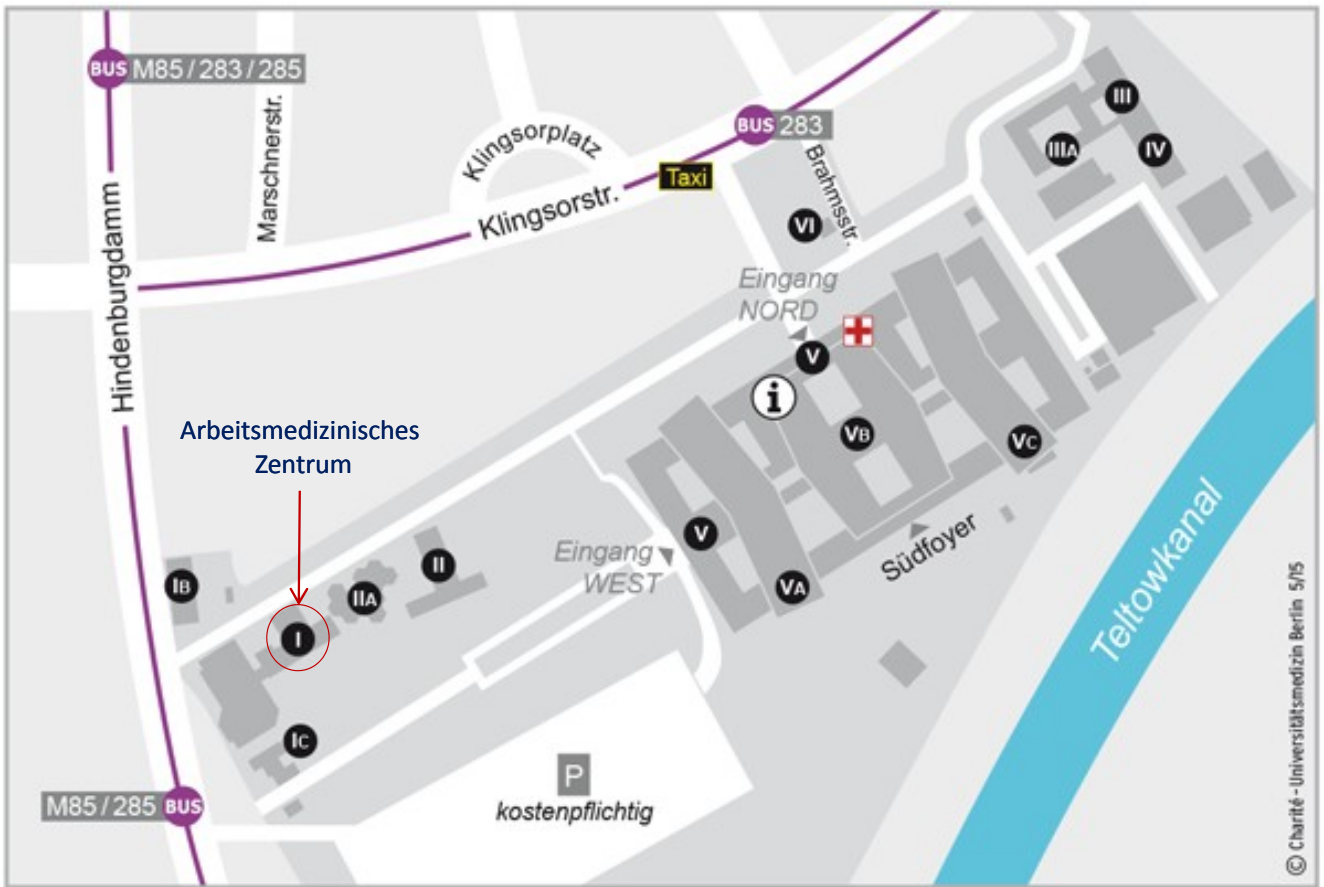 BUS M85 / 283 / 285
Marschnerstr.
Klingsorplatz
BUS 283
Taxi
Klingsorstr.
Brahmsstr.
Hindenburgdamm
III
IIIA
IV
VI
Eingang
NORD
V
i
VB
VC
Arbeitsmedizinisches
Zentrum
V
Eingang
WEST
VA
Südfoyer
Teltowkanal
IB
IIA
II
I
IC
P
kostenpflichtig
M85 / 285 BUS
© Charité - Universitätsmedizin Berlin 5/15